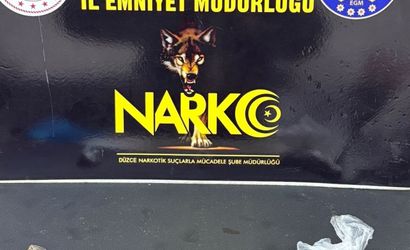 İL EMNİYET MÜDÜRLÜĞÜ
EGM
NARKO
DÜZCE NARKOTİK SUÇLARLA MÜCADELE ŞUBE MÜDÜRLÜĞÜ